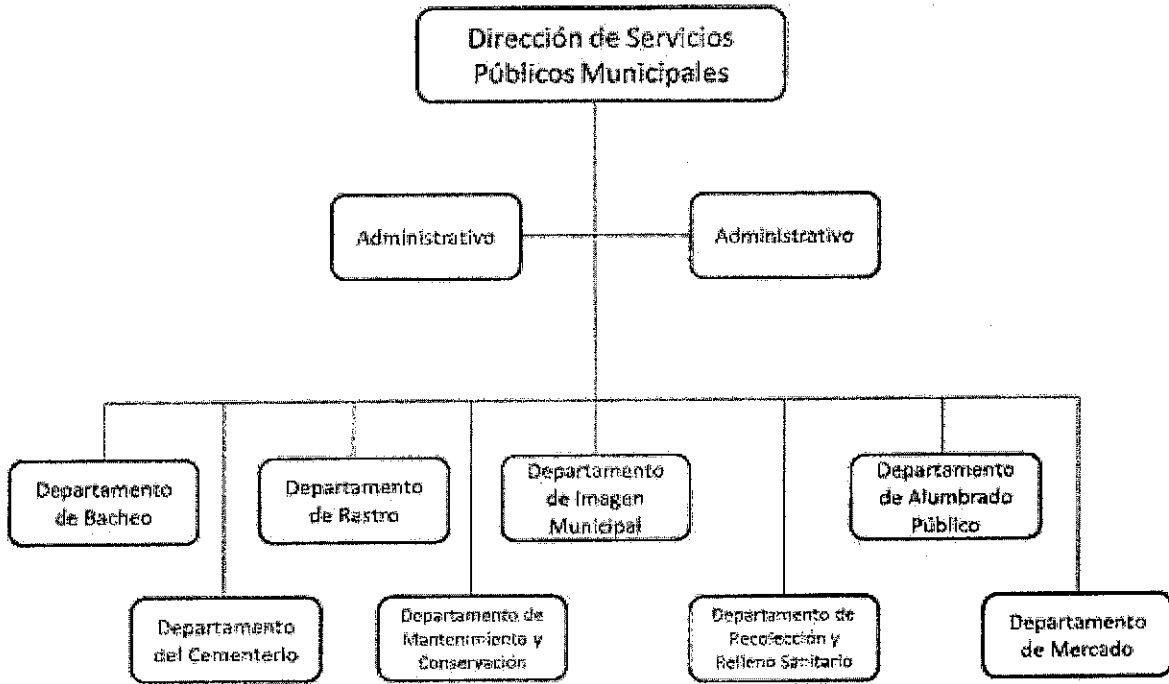 Dirección de Servicios
Públicos Municipales
Administrativo
Administrativo
Departamento
de Bacheo
Departamento
de Rastro
Departamento
de Imagen
Municipal
Departamento
de Alumbrado
Público
Departamento
del Cementerio
Departamento de
Mantenimiento y
Conservación
Departamento de
Recolección y
Relleno Sanitario
Departamento
de Mercado